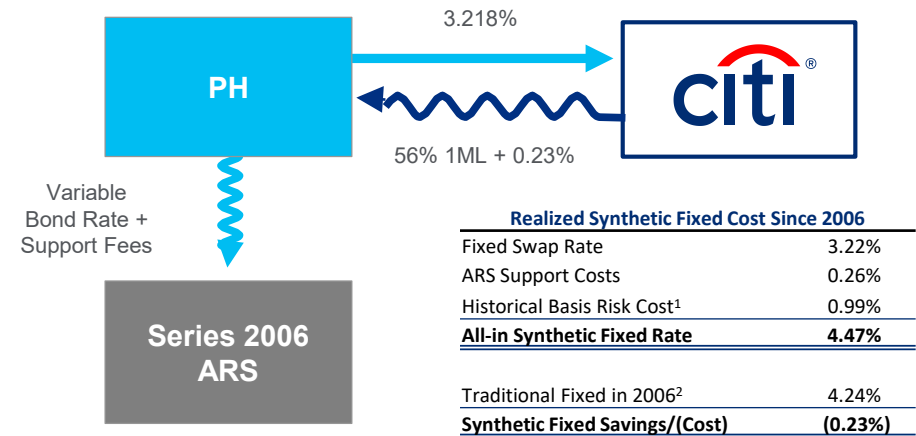 3.218%
PH
citi®
56% 1ML + 0.23%
Variable
Bond Rate +
Support Fees
Series 2006
ARS
Realized Synthetic Fixed Cost Since 2006
Fixed Swap Rate 3.22%
ARS Support Costs 0.26%
Historical Basis Risk Cost¹ 0.99%
All-in Synthetic Fixed Rate 4.47%
Traditional Fixed in 2006² 4.24%
Synthetic Fixed Savings/(Cost) (0.23%)